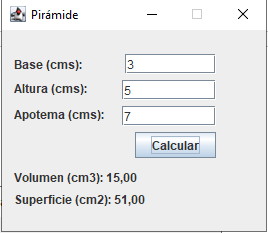 Pirámide
Base (cms): 3
Altura (cms): 5
Apotema (cms): 7
Calcular
Volumen (cm3): 15,00
Superficie (cm2): 51,00